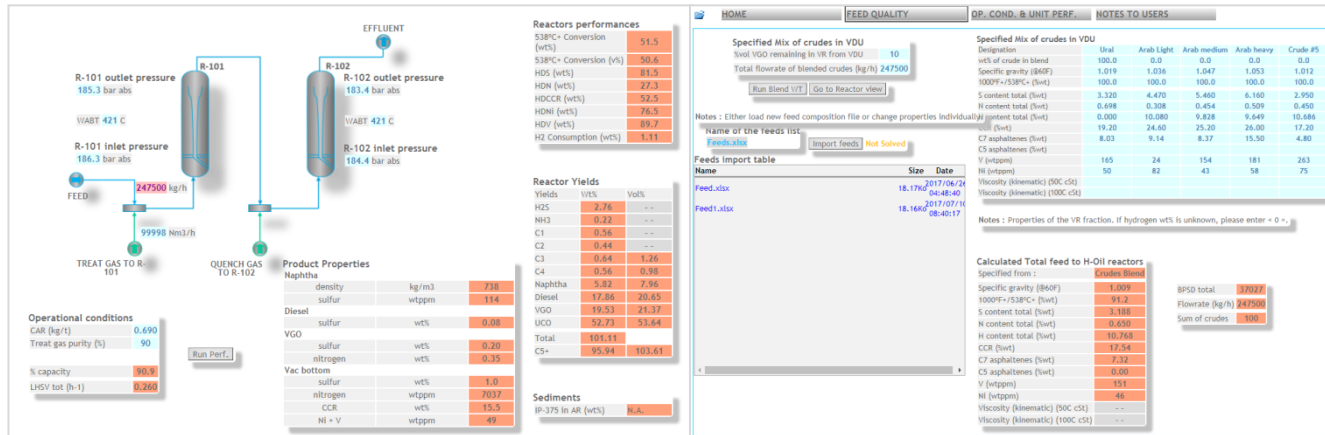 EFFLUENT
R-101
R-102
R-101 outlet pressure
185.3 bar abs
R-102 outlet pressure
183.4 bar abs
WABT 421 C
WABT 421 C
R-101 inlet pressure
186.3 bar abs
R-102 inlet pressure
184.4 bar abs
247500 kg/h
FEED
99998 Nm3/h
TREAT GAS TO R-101
QUENCH GAS TO R-102
Operational conditions
CAR (kg/t) 0.690
Treat gas purity (%) 90
% capacity 90.9
LHSV tot (h-1) 0.260
Run Perf.
Product Properties
Naphtha
density kg/m3 738
sulfur wtppm 114
Diesel
sulfur wt% 0.08
VGO
sulfur wt% 0.20
nitrogen wt% 0.35
Vac bottom
sulfur wt% 1.0
nitrogen wtppm 7037
CCR wt% 15.5
Ni + V wtppm 49
Reactors performances
538ºC+ Conversion (wt%) 51.5
538ºC+ Conversion (v%) 50.6
HDS (wt%) 81.5
HDN (wt%) 27.3
HDCCR (wt%) 52.5
HDNi (wt%) 76.5
HDV (wt%) 89.7
H2 Consumption (wt%) 1.11
Reactor Yields
Yields Wt% Vol%
H2S 2.76 --
NH3 0.22 --
C1 0.56 --
C2 0.44 --
C3 0.64 1.26
C4 0.56 0.98
Naphtha 5.82 7.96
Diesel 17.86 20.65
VGO 19.53 21.37
UCO 52.73 53.64
Total 101.11
C5+ 95.94 103.61
Sediments
IP-375 in AR (wt%) N.A.
HOME FEED QUALITY OP. COND. & UNIT PERF. NOTES TO USERS
Specified Mix of crudes in VDU
%vol VGO remaining in VR from VDU 10
Total flowrate of blended crudes (kg/h) 247500
Run Blend V/T Go to Reactor view
Notes : Either load new feed composition file or change properties individually
Name of the feeds list
Feeds.xlsx Import feeds Not Solved
Feeds import table
Name Size Date
Feed.xlsx 18.17Ko 2017/06/26 04:48:40
Feed1.xlsx 18.16Ko 2017/07/10 08:40:17
Specified Mix of crudes in VDU
Designation Ural Arab Light Arab medium Arab heavy Crude #5
wt% of crude in blend 100.0 0.0 0.0 0.0 0.0
Specific gravity (@60F) 1.019 1.036 1.047 1.053 1.012
1000ºF+/538ºC+ (%wt) 100.0 100.0 100.0 100.0 100.0
S content total (%wt) 3.320 4.470 5.460 6.160 2.950
N content total (%wt) 0.698 0.308 0.454 0.509 0.450
content total (%wt) 0.000 10.080 9.828 9.649 10.686
(%wt) 19.20 24.60 25.20 26.00 17.20
C7 asphaltenes (%wt) 8.03 9.14 8.37 15.50 4.80
C5 asphaltenes (%wt)
V (wtppm) 165 24 154 181 263
Ni (wtppm) 50 82 43 58 75
Viscosity (kinematic) (50C cSt)
Viscosity (kinematic) (100C cSt)
Notes : Properties of the VR fraction. If hydrogen wt% is unknown, please enter « 0 ».
Calculated Total feed to H-Oil reactors
Specified from : Crudes Blend
Specific gravity (@60F) 1.009
1000ºF+/538ºC+ (%wt) 91.2
S content total (%wt) 3.188
N content total (%wt) 0.650
H content total (%wt) 10.768
CCR (%wt) 17.54
C7 asphaltenes (%wt) 7.32
C5 asphaltenes (%wt) 0.00
V (wtppm) 151
Ni (wtppm) 46
Viscosity (kinematic) (50C cSt) --
Viscosity (kinematic) (100C cSt) --
BPSD total 37027
Flowrate (kg/h) 247500
Sum of crudes 100